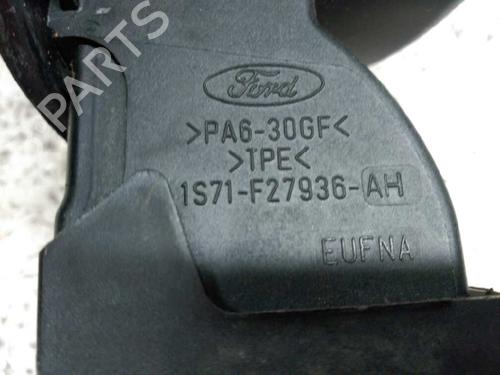 PARTS
Ford
>PA6-30GF<
>TPE<
1S71-F27936-AH
EUFNA